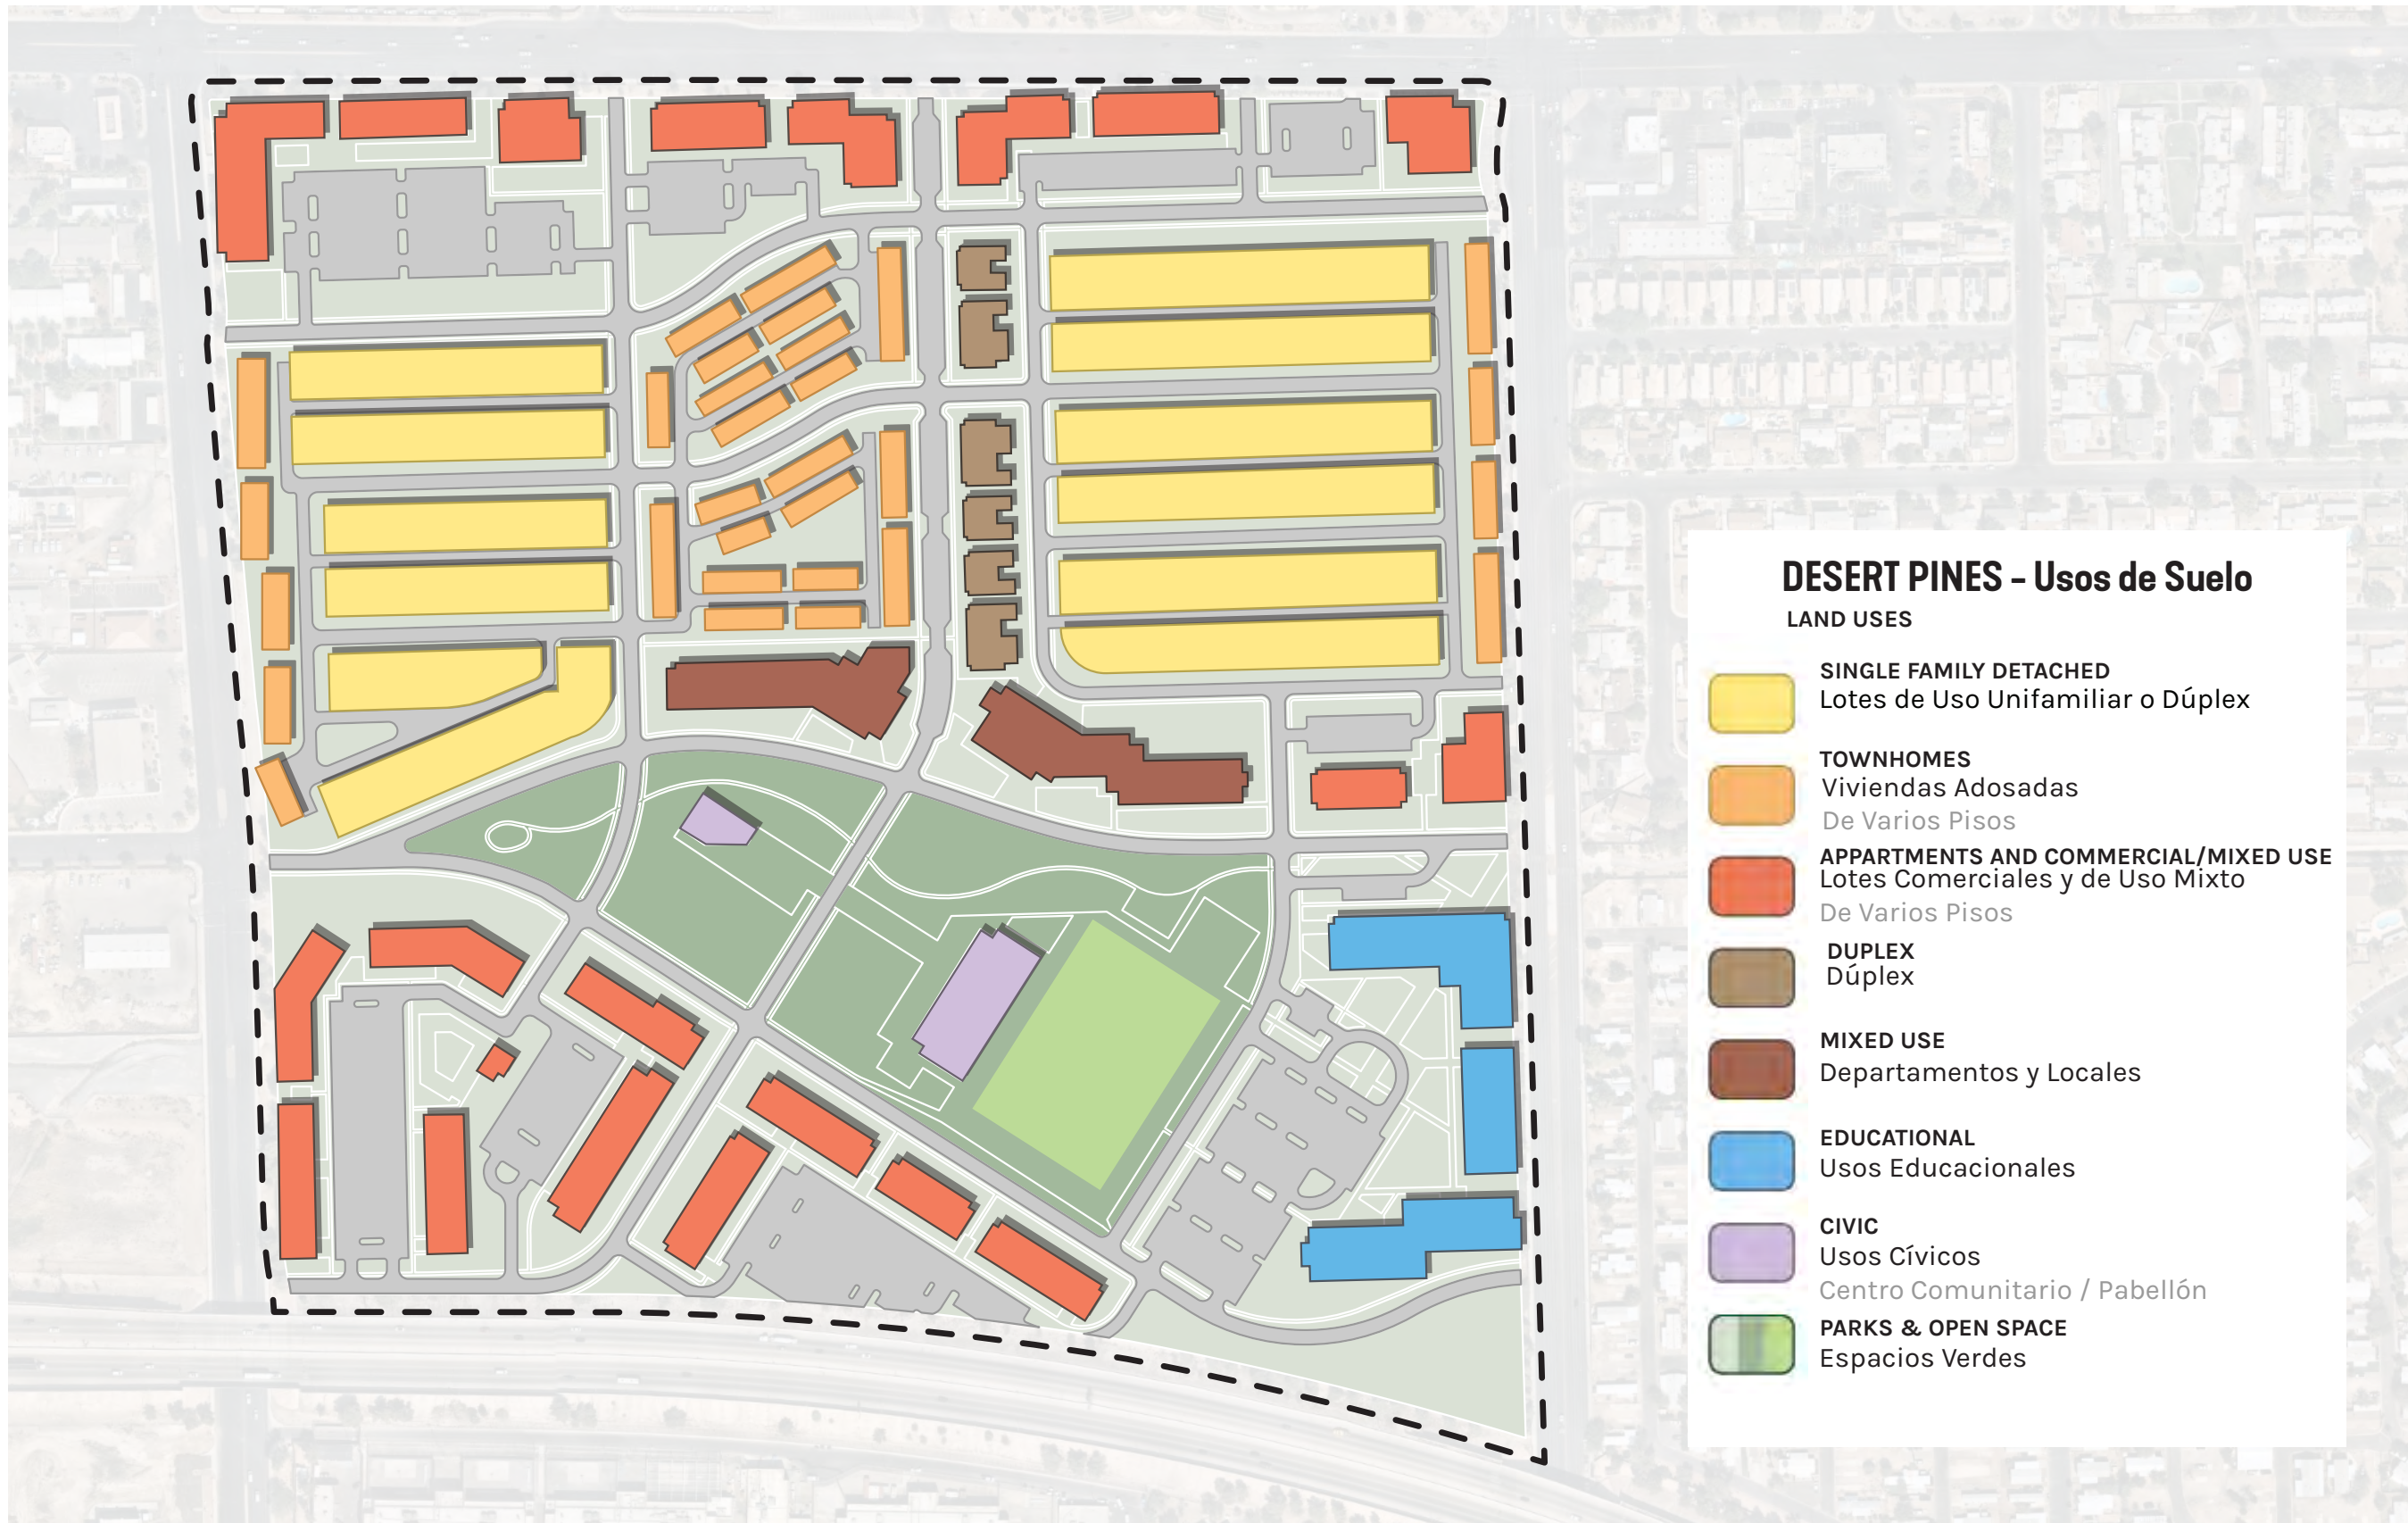 DESERT PINES – Usos de Suelo
LAND USES
SINGLE FAMILY DETACHED
Lotes de Uso Unifamiliar o Dúplex
TOWNHOMES
Viviendas Adosadas
De Varios Pisos
APPARTMENTS AND COMMERCIAL/MIXED USE
Lotes Comerciales y de Uso Mixto
De Varios Pisos
DUPLEX
Dúplex
MIXED USE
Departamentos y Locales
EDUCATIONAL
Usos Educacionales
CIVIC
Usos Cívicos
Centro Comunitario / Pabellón
PARKS & OPEN SPACE
Espacios Verdes